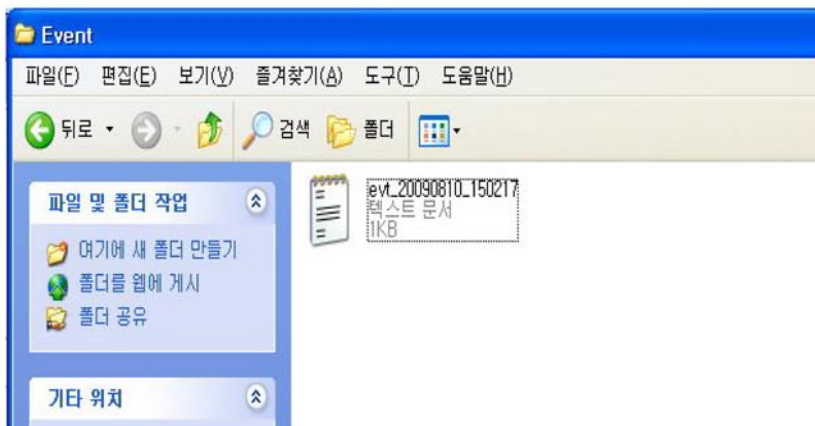 Event
파일(F) 편집(E) 보기(V) 즐겨찾기(A) 도구(T) 도움말(H)
뒤로 검색 폴더
파일 및 폴더 작업
여기에 새 폴더 만들기
폴더를 웹에 게시
폴더 공유
기타 위치
evt_20090810_150217
텍스트 문서
1KB